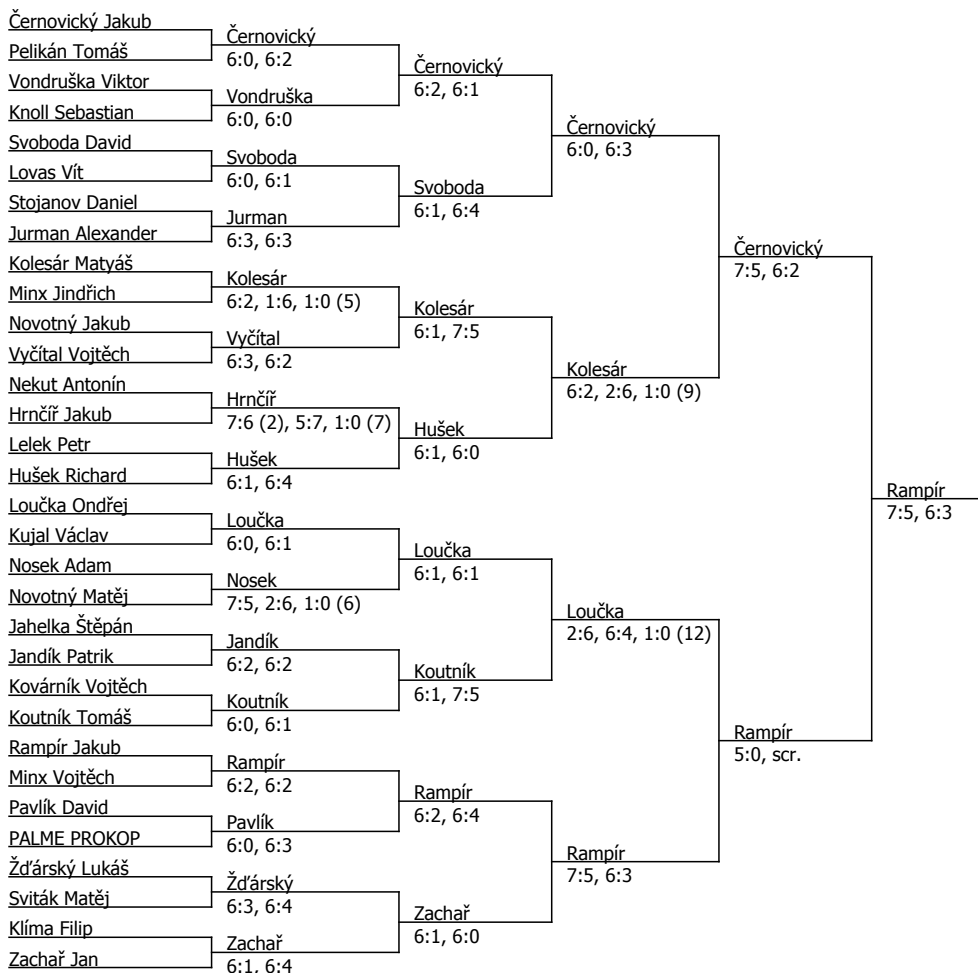 Černovický Jakub
Pelikán Tomáš
Vondruška Viktor
Knoll Sebastian
Svoboda David
Lovas Vít
Stojanov Daniel
Jurman Alexander
Kolesár Matyáš
Minx Jindřich
Novotný Jakub
Vyčítal Vojtěch
Nekut Antonín
Hrnčíř Jakub
Lelek Petr
Hušek Richard
Loučka Ondřej
Kujal Václav
Nosek Adam
Novotný Matěj
Jahelka Štěpán
Jandík Patrik
Kovárník Vojtěch
Koutník Tomáš
Rampír Jakub
Minx Vojtěch
Pavlík David
PALME PROKOP
Žďárský Lukáš
Sviták Matěj
Klíma Filip
Zachař Jan
Černovický
6:0, 6:2
Vondruška
6:0, 6:0
Svoboda
6:0, 6:1
Jurman
6:3, 6:3
Kolesár
6:2, 1:6, 1:0 (5)
Vyčítal
6:3, 6:2
Hrnčíř
7:6 (2), 5:7, 1:0 (7)
Hušek
6:1, 6:4
Loučka
6:0, 6:1
Nosek
7:5, 2:6, 1:0 (6)
Jandík
6:2, 6:2
Koutník
6:0, 6:1
Rampír
6:2, 6:2
Pavlík
6:0, 6:3
Žďárský
6:3, 6:4
Zachař
6:1, 6:4
Černovický
6:2, 6:1
Svoboda
6:1, 6:4
Kolesár
6:1, 7:5
Hušek
6:1, 6:0
Loučka
6:1, 6:1
Koutník
6:1, 7:5
Rampír
6:2, 6:4
Zachař
6:1, 6:0
Černovický
6:0, 6:3
Kolesár
6:2, 2:6, 1:0 (9)
Loučka
2:6, 6:4, 1:0 (12)
Rampír
7:5, 6:3
Černovický
7:5, 6:2
Rampír
5:0, scr.
Rampír
7:5, 6:3